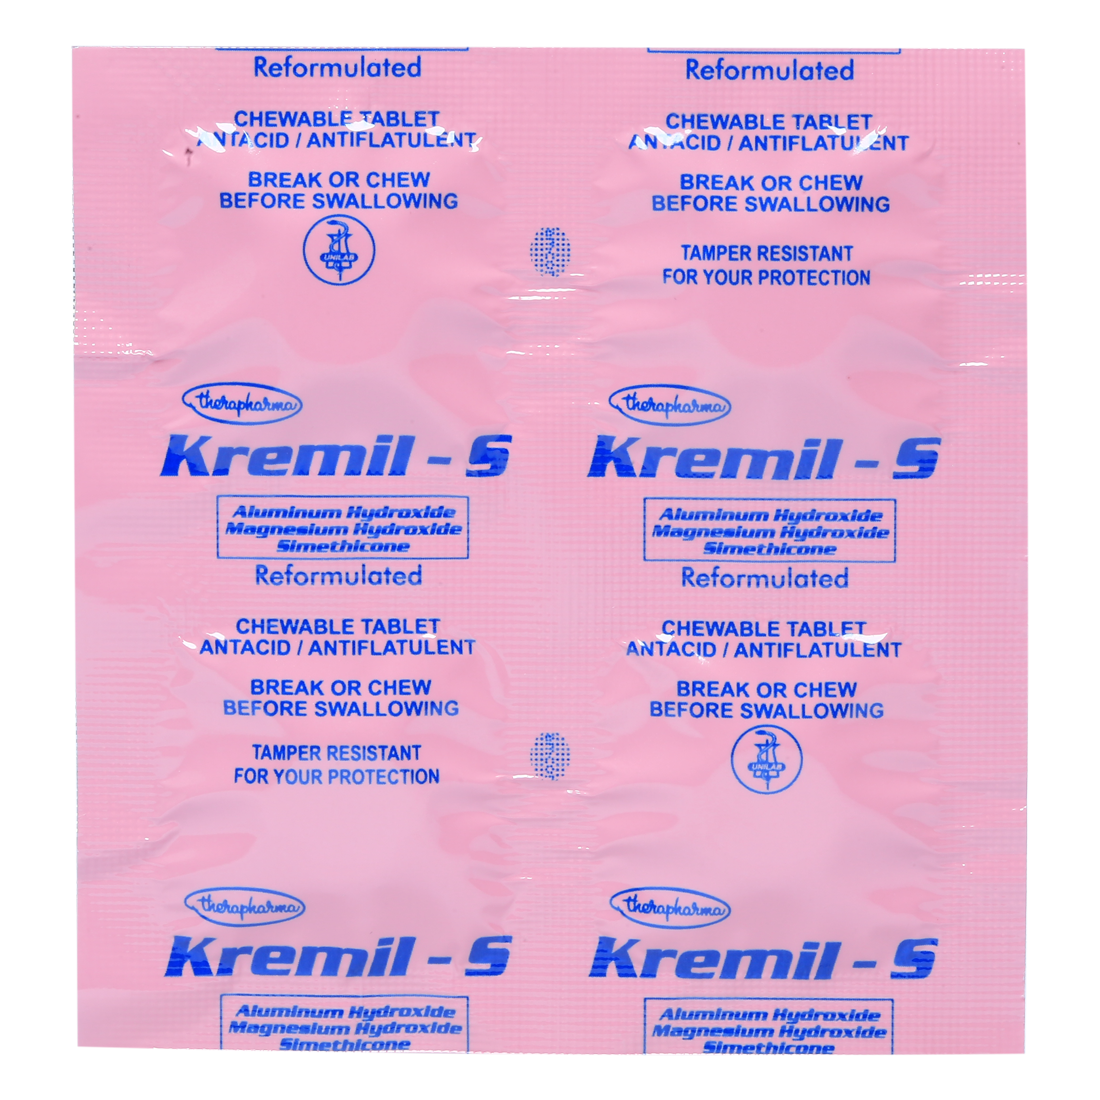 Reformulated
CHEWABLE TABLET
ANTACID / ANTIFLATULENT
BREAK OR CHEW
BEFORE SWALLOWING
UNILAB
therapharma
Kremil - S
Aluminum Hydroxide
Magnesium Hydroxide
Simethicone
Reformulated
CHEWABLE TABLET
ANTACID / ANTIFLATULENT
BREAK OR CHEW
BEFORE SWALLOWING
TAMPER RESISTANT
FOR YOUR PROTECTION
therapharma
Kremil - S
Aluminum Hydroxide
Magnesium Hydroxide
Simethicone
Reformulated
CHEWABLE TABLET
ANTACID / ANTIFLATULENT
BREAK OR CHEW
BEFORE SWALLOWING
TAMPER RESISTANT
FOR YOUR PROTECTION
therapharma
Kremil - S
Aluminum Hydroxide
Magnesium Hydroxide
Simethicone
Reformulated
CHEWABLE TABLET
ANTACID / ANTIFLATULENT
BREAK OR CHEW
BEFORE SWALLOWING
UNILAB
therapharma
Kremil - S
Aluminum Hydroxide
Magnesium Hydroxide
Simethicone